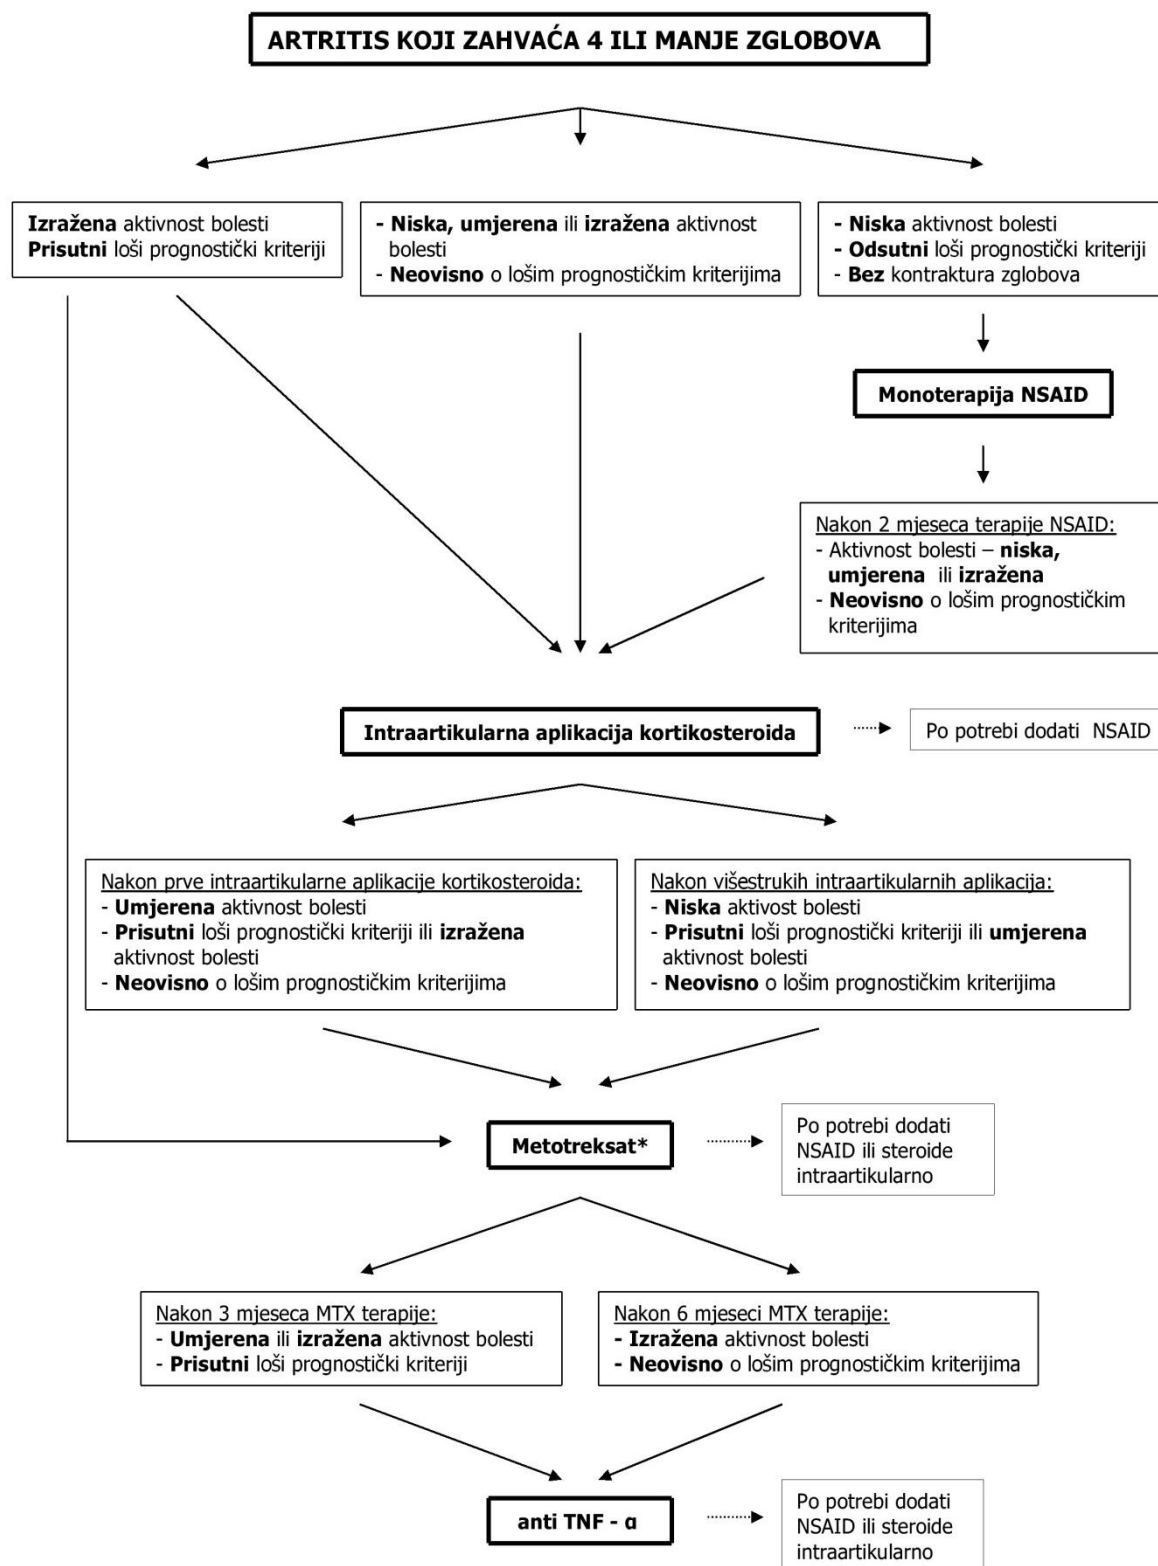 ARTRITIS KOJI ZAHVAĆA 4 ILI MANJE ZGLOBOVA
Izražena aktivnost bolesti
Prisutni loši prognostički kriteriji
- Niska, umjerena ili izražena aktivnost
bolesti
- Neovisno o lošim prognostičkim kriterijima
- Niska aktivnost bolesti
- Odsutni loši prognostički kriteriji
- Bez kontraktura zglobova
Monoterapija NSAID
Nakon 2 mjeseca terapije NSAID:
- Aktivnost bolesti – niska,
umjerena ili izražena
- Neovisno o lošim prognostičkim
kriterijima
Intraartikularna aplikacija kortikosteroida
Po potrebi dodati NSAID
Nakon prve intraartikularne aplikacije kortikosteroida:
- Umjerena aktivnost bolesti
- Prisutni loši prognostički kriteriji ili izražena
aktivnost bolesti
- Neovisno o lošim prognostičkim kriterijima
Nakon višestrukih intraartikularnih aplikacija:
- Niska aktivost bolesti
- Prisutni loši prognostički kriteriji ili umjerena
aktivnost bolesti
- Neovisno o lošim prognostičkim kriterijima
Metotreksat*
Po potrebi dodati
NSAID ili steroide
intraartikularno
Nakon 3 mjeseca MTX terapije:
- Umjerena ili izražena aktivnost bolesti
- Prisutni loši prognostički kriteriji
Nakon 6 mjeseci MTX terapije:
- Izražena aktivnost bolesti
- Neovisno o lošim prognostičkim kriterijima
anti TNF - α
Po potrebi dodati
NSAID ili steroide
intraartikularno